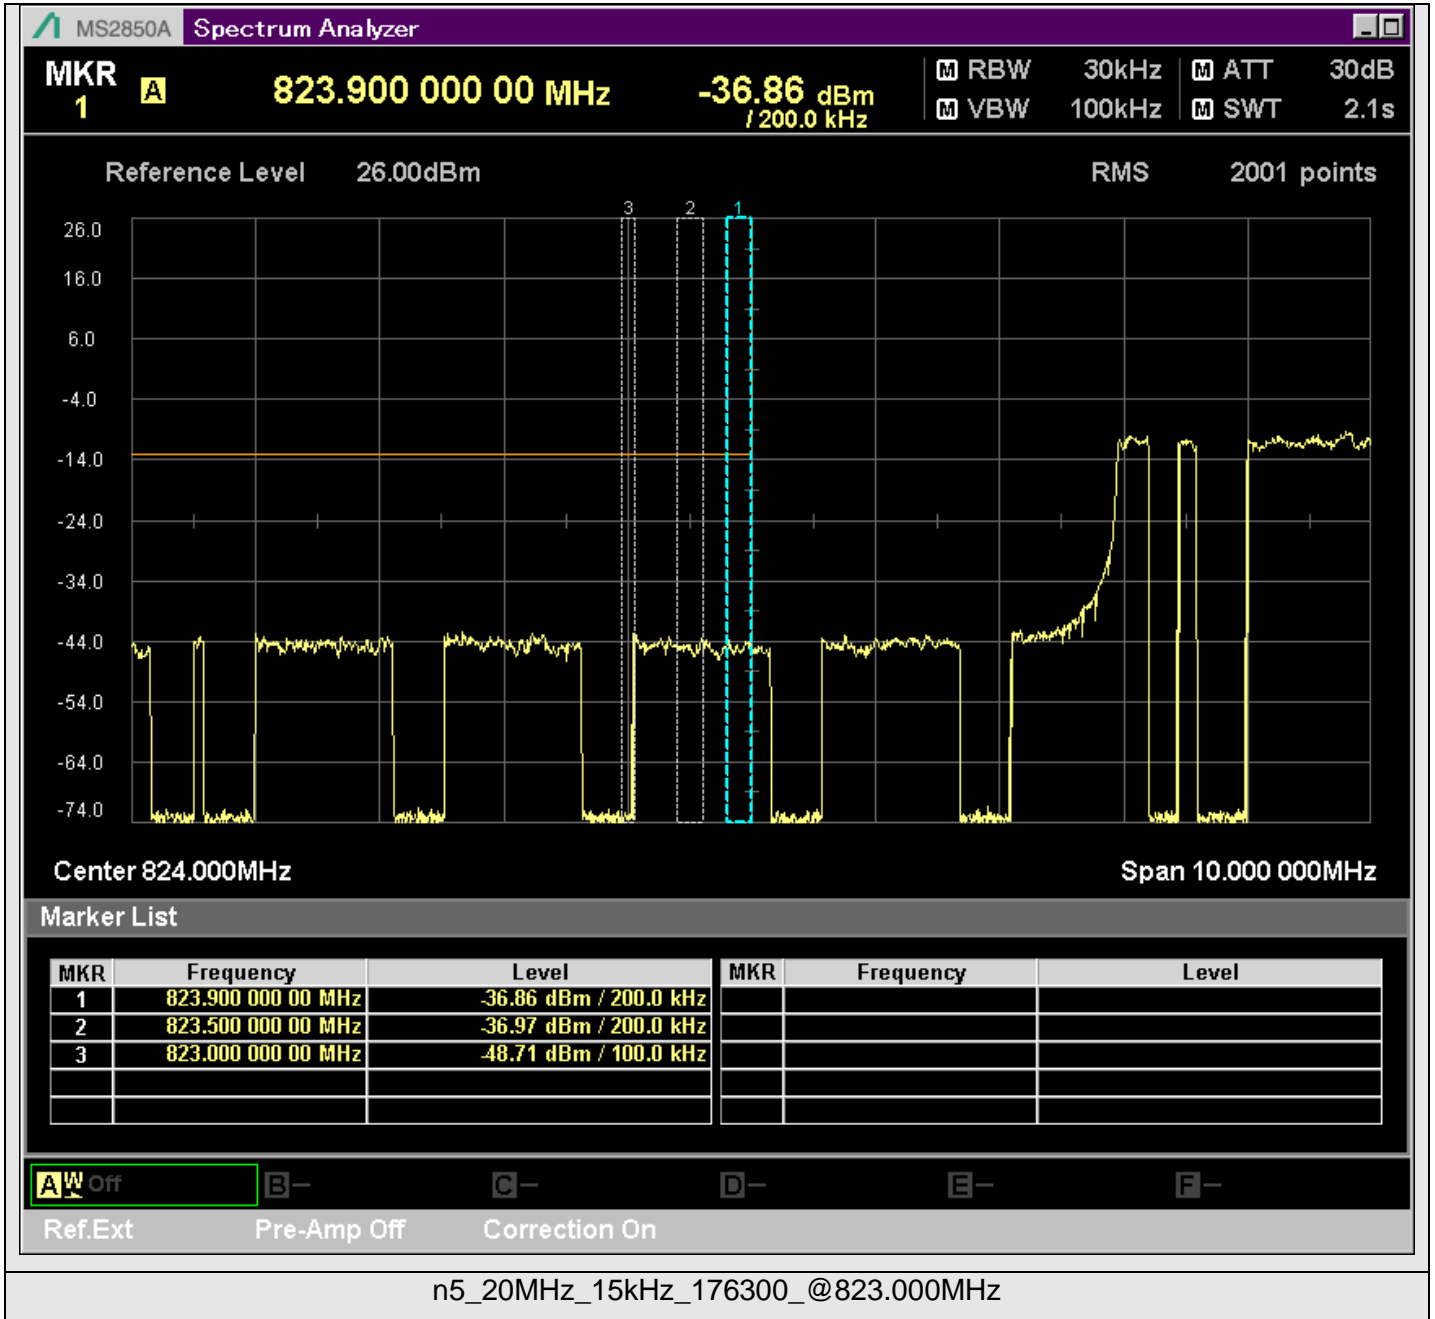 MS2850A Spectrum Analyzer
MKR 1 A 823.900 000 00 MHz -36.86 dBm / 200.0 kHz
M RBW 30kHz M ATT 30dB
M VBW 100kHz M SWT 2.1s
Reference Level 26.00dBm RMS 2001 points
3 2 1
26.0
16.0
6.0
-4.0
-14.0
-24.0
-34.0
-44.0
-54.0
-64.0
-74.0
Center 824.000MHz Span 10.000 000MHz
Marker List
MKR Frequency Level MKR Frequency Level
1 823.900 000 00 MHz -36.86 dBm / 200.0 kHz
2 823.500 000 00 MHz -36.97 dBm / 200.0 kHz
3 823.000 000 00 MHz -48.71 dBm / 100.0 kHz
A W Off B – C – D – E – F –
Ref.Ext Pre-Amp Off Correction On
n5_20MHz_15kHz_176300_@823.000MHz